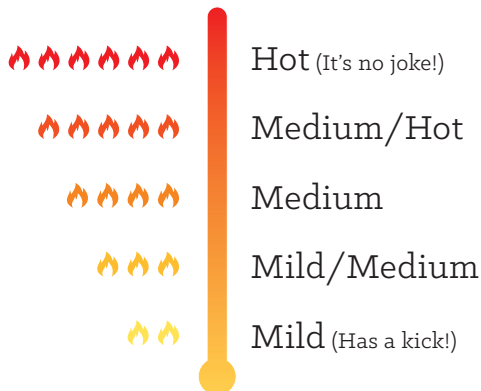 Hot (It’s no joke!)
Medium/Hot
Medium
Mild/Medium
Mild (Has a kick!)